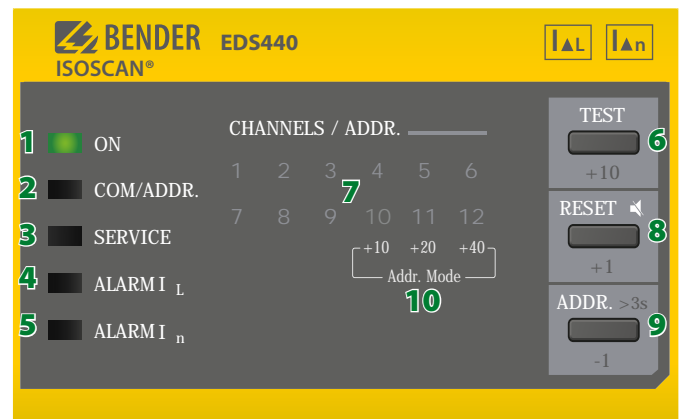 BENDER EDS440
ISOSCAN®
I▲L I▲n
CHANNELS / ADDR.
1 ON
2 COM/ADDR.
3 SERVICE
4 ALARM I L
5 ALARM I n
1 2 3 4 5 6
7
7 8 9 10 11 12
+10 +20 +40
Addr. Mode
10
TEST
6
+10
RESET
8
+1
ADDR. >3s
9
-1